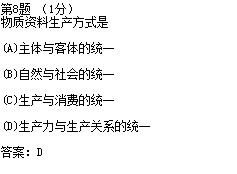 第8题 （1分）
物质资料生产方式是
(A)主体与客体的统一
(B)自然与社会的统一
(C)生产与消费的统一
(D)生产力与生产关系的统一
答案：D